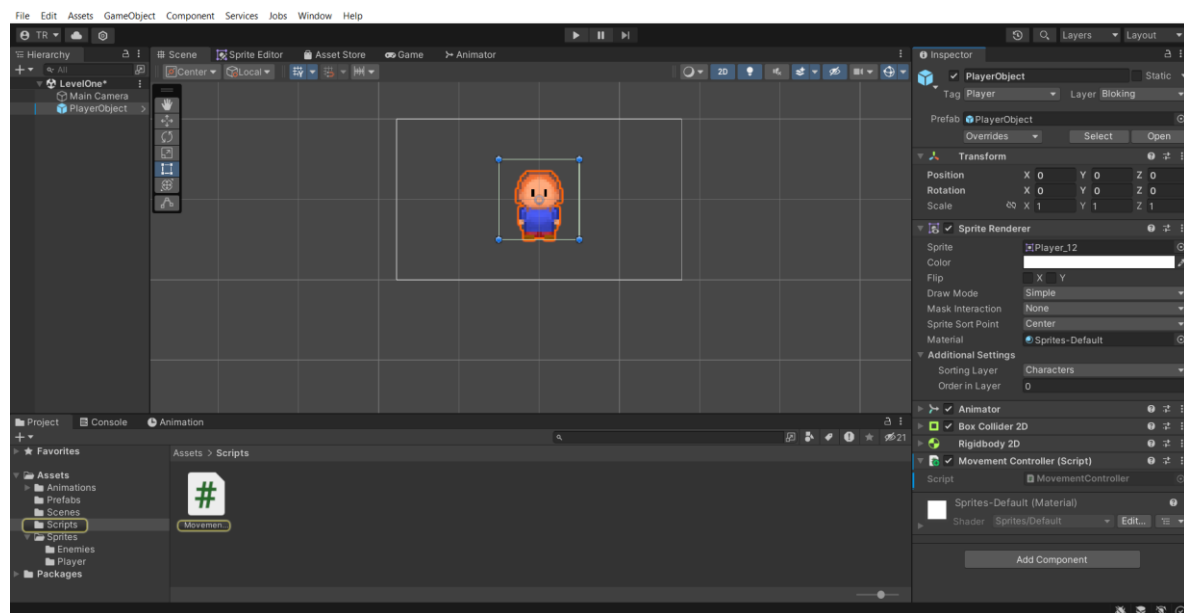 File Edit Assets GameObject Component Services Jobs Window Help
TR
Layers Layout
Hierarchy
All
LevelOne*
Main Camera
PlayerObject
Scene Sprite Editor Asset Store Game Animator
Center Local 2D
Inspector
PlayerObject Static
Tag Player Layer Bloking
Prefab PlayerObject
Overrides Select Open
Transform
Position X 0 Y 0 Z 0
Rotation X 0 Y 0 Z 0
Scale X 1 Y 1 Z 1
Sprite Renderer
Sprite Player_12
Color
Flip X Y
Draw Mode Simple
Mask Interaction None
Sprite Sort Point Center
Material Sprites-Default
Additional Settings
Sorting Layer Characters
Order in Layer 0
Animator
Box Collider 2D
Rigidbody 2D
Movement Controller (Script)
Script MovementController
Sprites-Default (Material)
Shader Sprites/Default Edit...
Add Component
Project Console Animation
21
Favorites
Assets
Animations
Prefabs
Scenes
Scripts
Sprites
Enemies
Player
Packages
Assets > Scripts
#
Movemen...